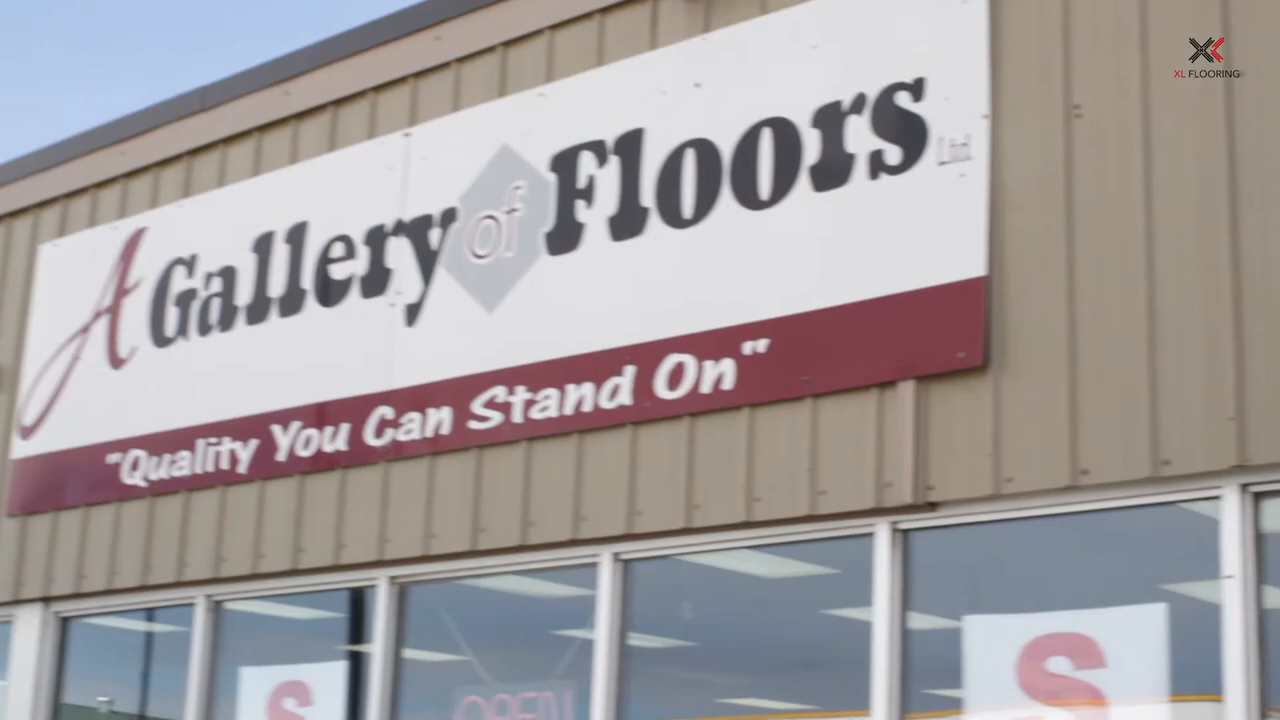 XL FLOORING
A Gallery of Floors Ltd.
"Quality You Can Stand On"
S
OPEN
S